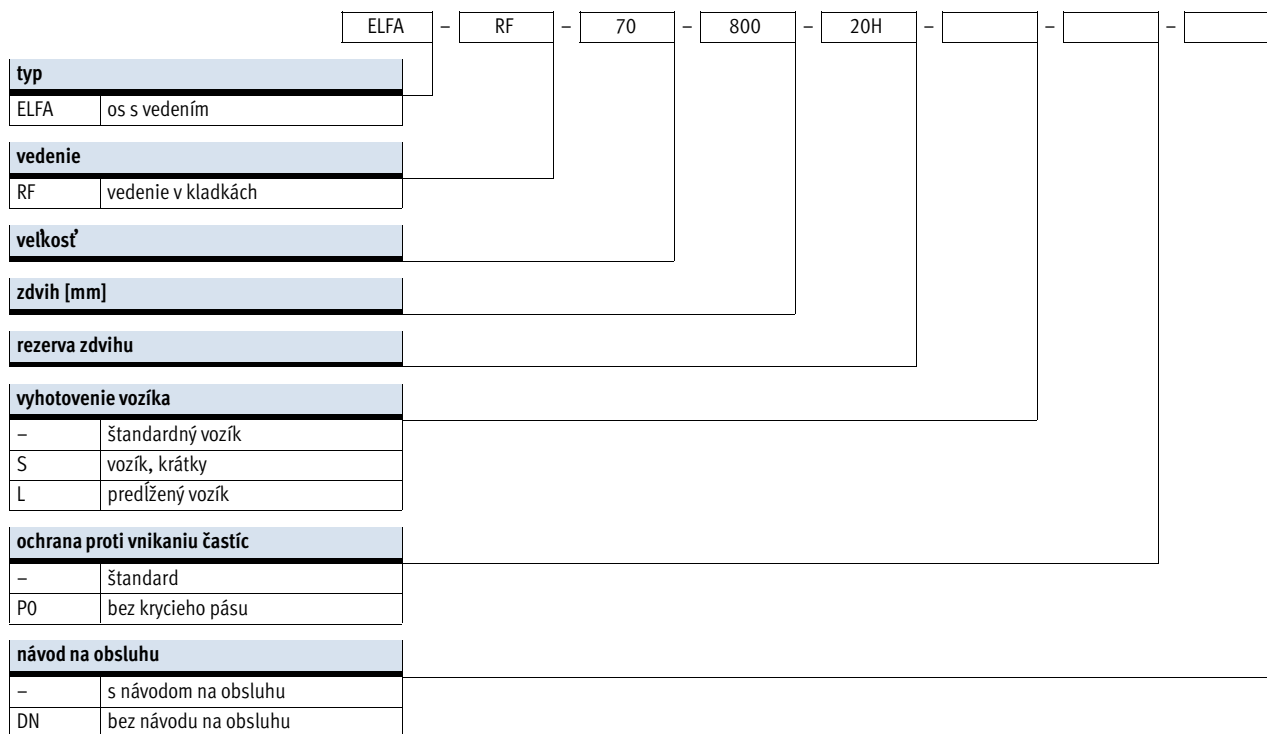 ELFA – RF – 70 – 800 – 20H – – –
typ
ELFA os s vedením
vedenie
RF vedenie v kladkách
veľkosť
zdvih [mm]
rezerva zdvihu
vyhotovenie vozíka
– štandardný vozík
S vozík, krátky
L predĺžený vozík
ochrana proti vnikaniu častíc
– štandard
P0 bez krycieho pásu
návod na obsluhu
– s návodom na obsluhu
DN bez návodu na obsluhu